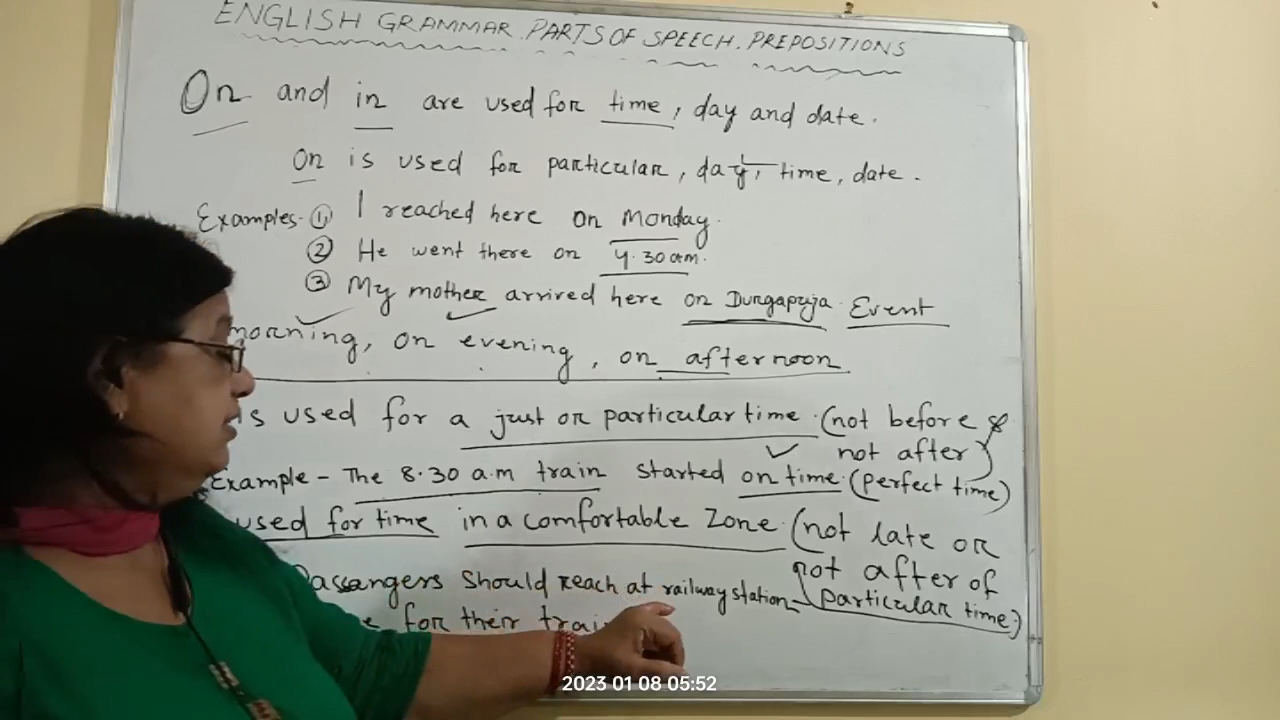 ENGLISH GRAMMAR. PARTS OF SPEECH. PREPOSITIONS
On and in are used for time, day and date.
On is used for particular, day, time, date.
Examples- ① I reached here on Monday.
② He went there on 4.30 am.
③ My mother arrived here on Durgapuja. Event
morning, on evening, on afternoon
is used for a just or particular time. (not before &
not after)
Example - The 8.30 a.m train started on time. (perfect time)
used for time in a comfortable Zone. (not late or
not after of
particular time.)
Passangers should reach at railway station
for their
2023 01 08 05:52